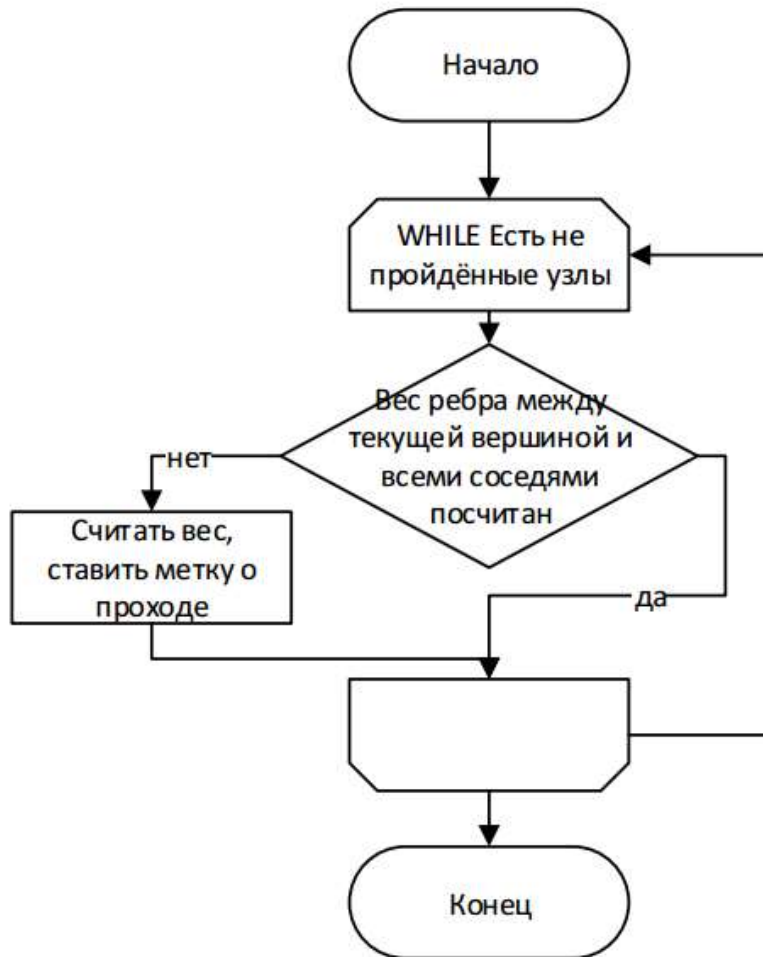 Начало
WHILE Есть не
пройдённые узлы
Вес ребра между
текущей вершиной и
всеми соседями
посчитан
нет
Считать вес,
ставить метку о
проходе
да
Конец